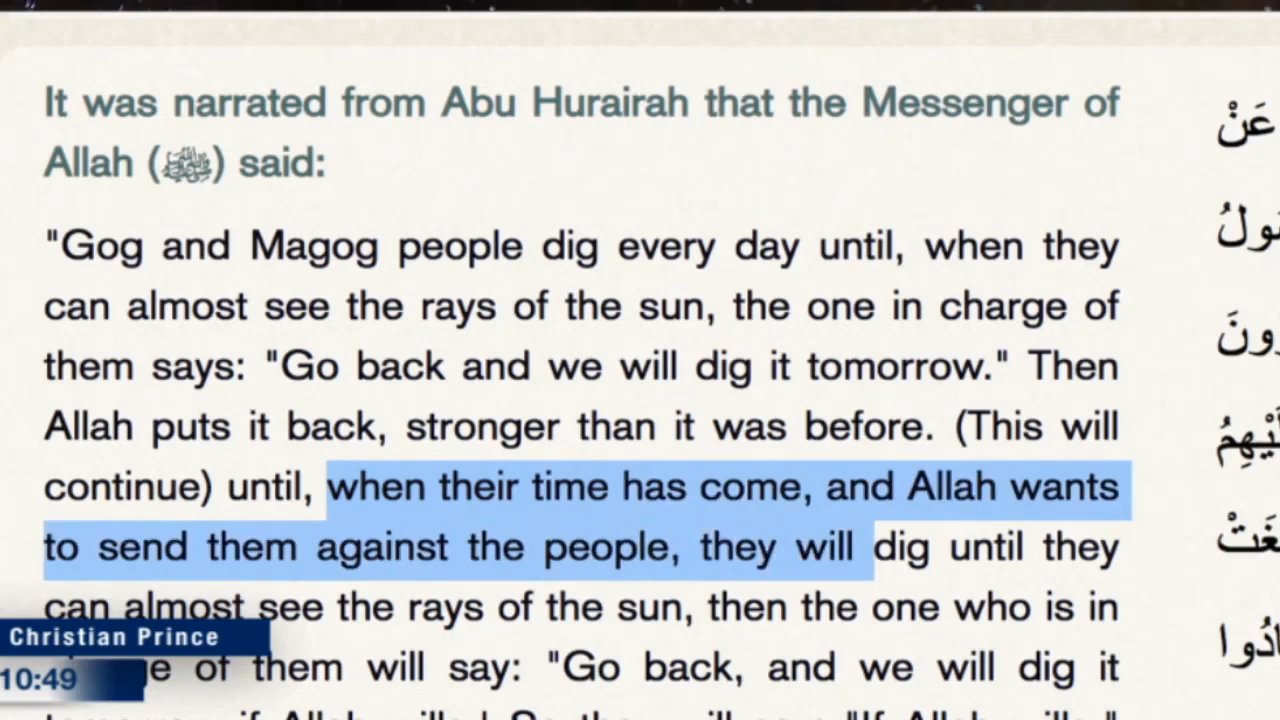 It was narrated from Abu Hurairah that the Messenger of
Allah (ﷺ) said:
"Gog and Magog people dig every day until, when they
can almost see the rays of the sun, the one in charge of
them says: "Go back and we will dig it tomorrow." Then
Allah puts it back, stronger than it was before. (This will
continue) until, when their time has come, and Allah wants
to send them against the people, they will dig until they
can almost see the rays of the sun, then the one who is in
of them will say: "Go back, and we will dig it
عَنْ
Christian Prince
10:49